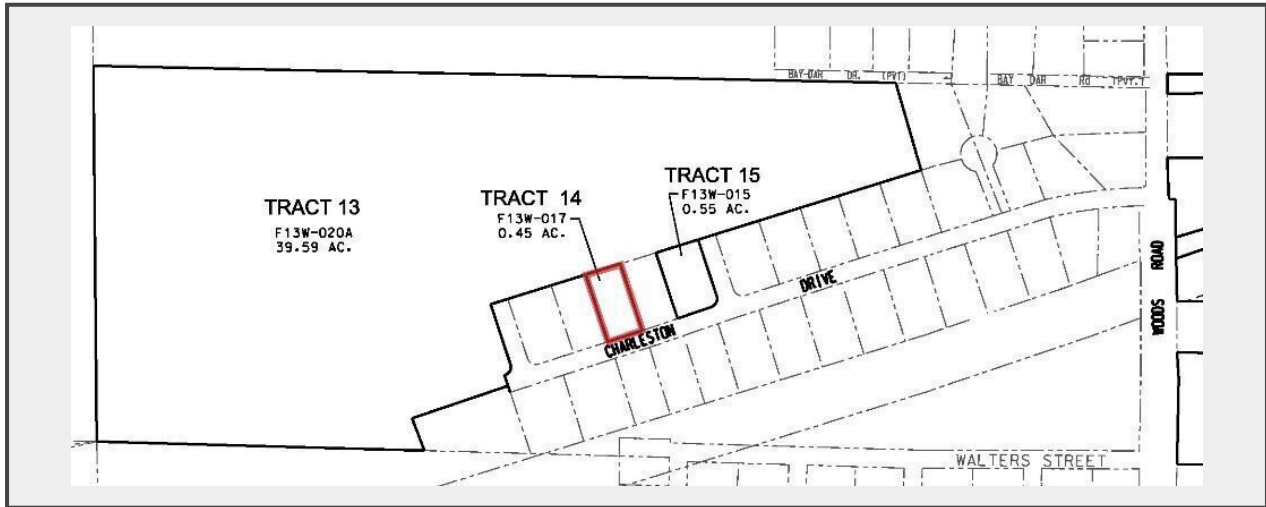 BAY-DAR DR. (PVT)
BAY DAR Rd (PVT.)
TRACT 13
F13W-020A
39.59 AC.
TRACT 14
F13W-017
0.45 AC.
TRACT 15
F13W-015
0.55 AC.
CHARLESTON DRIVE
WOODS ROAD
WALTERS STREET